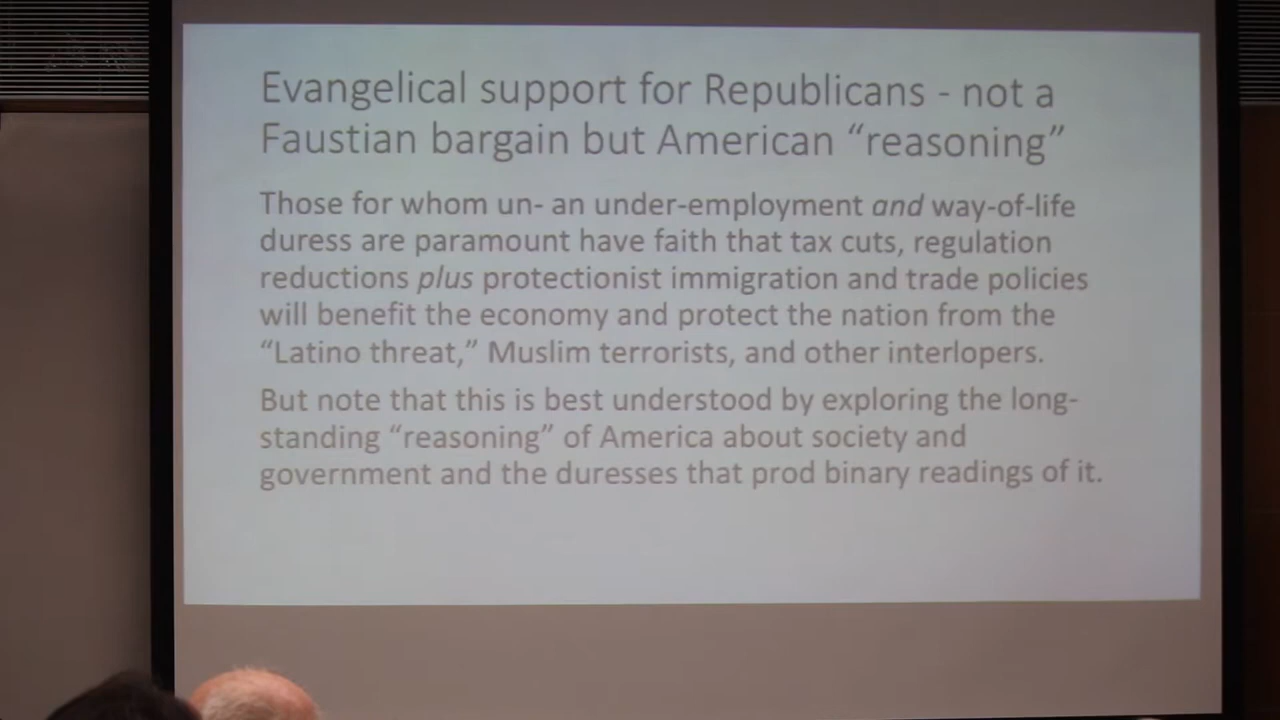 Evangelical support for Republicans - not a
Faustian bargain but American “reasoning”
Those for whom un- an under-employment and way-of-life
duress are paramount have faith that tax cuts, regulation
reductions plus protectionist immigration and trade policies
will benefit the economy and protect the nation from the
“Latino threat,” Muslim terrorists, and other interlopers.
But note that this is best understood by exploring the long-
standing “reasoning” of America about society and
government and the duresses that prod binary readings of it.